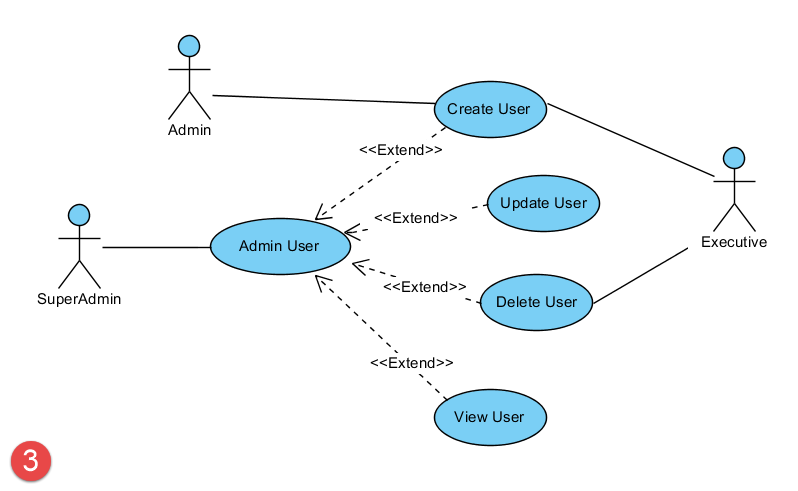 Admin
Create User
<<Extend>>
Update User
<<Extend>>
Executive
Admin User
SuperAdmin
<<Extend>>
Delete User
<<Extend>>
View User
3